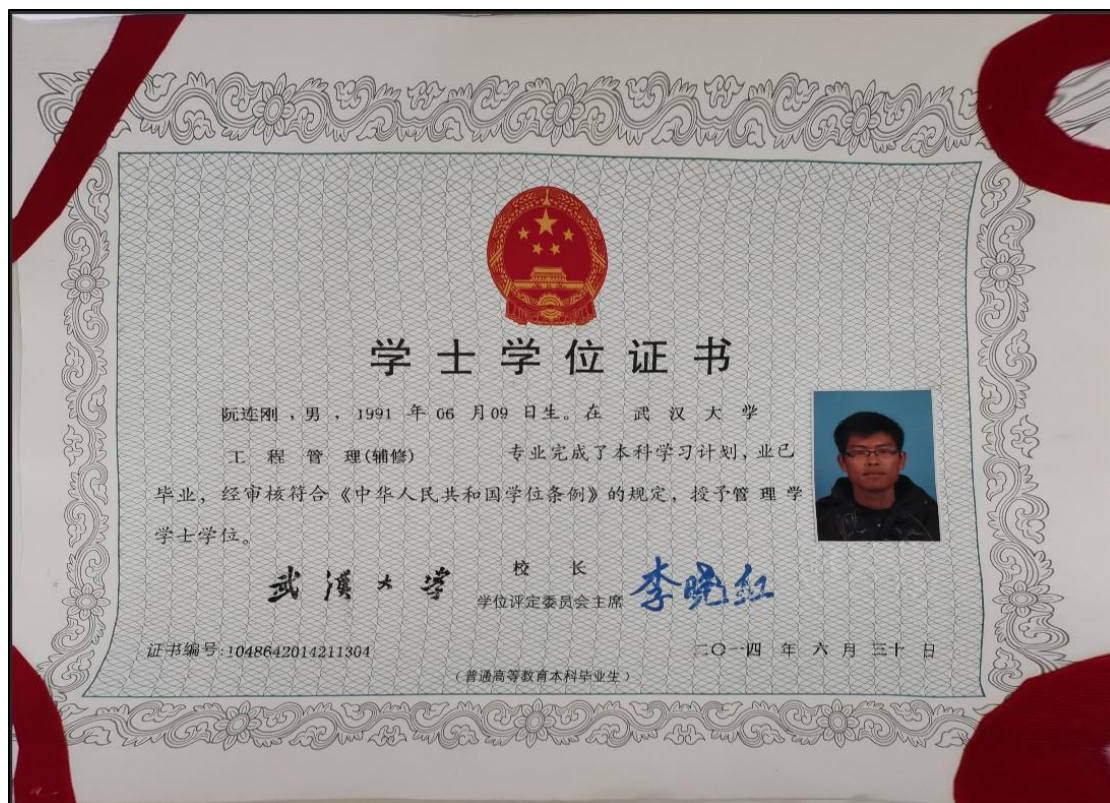 学士学位证书
阮连刚 ,男 , 1991 年 06 月 09 日生。在 武汉大学
工程管理(辅修) 专业完成了本科学习计划, 业已
毕业, 经审核符合《中华人民共和国学位条例》的规定, 授予管理学
学士学位。
武漢大學
校长
学位评定委员会主席
李晓红
证书编号:1048642014211304
二〇一四 年 六 月 三十 日
(普通高等教育本科毕业生)